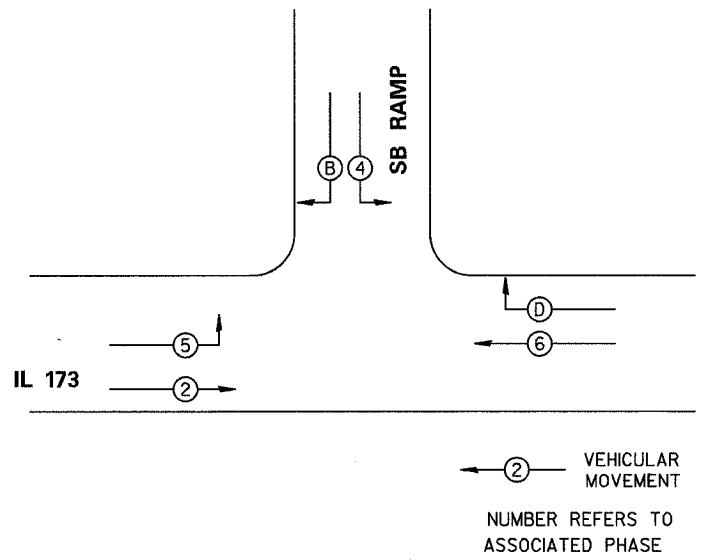 SB RAMP
B
4
D
5
6
IL 173
2
2
VEHICULAR
MOVEMENT
NUMBER REFERS TO
ASSOCIATED PHASE